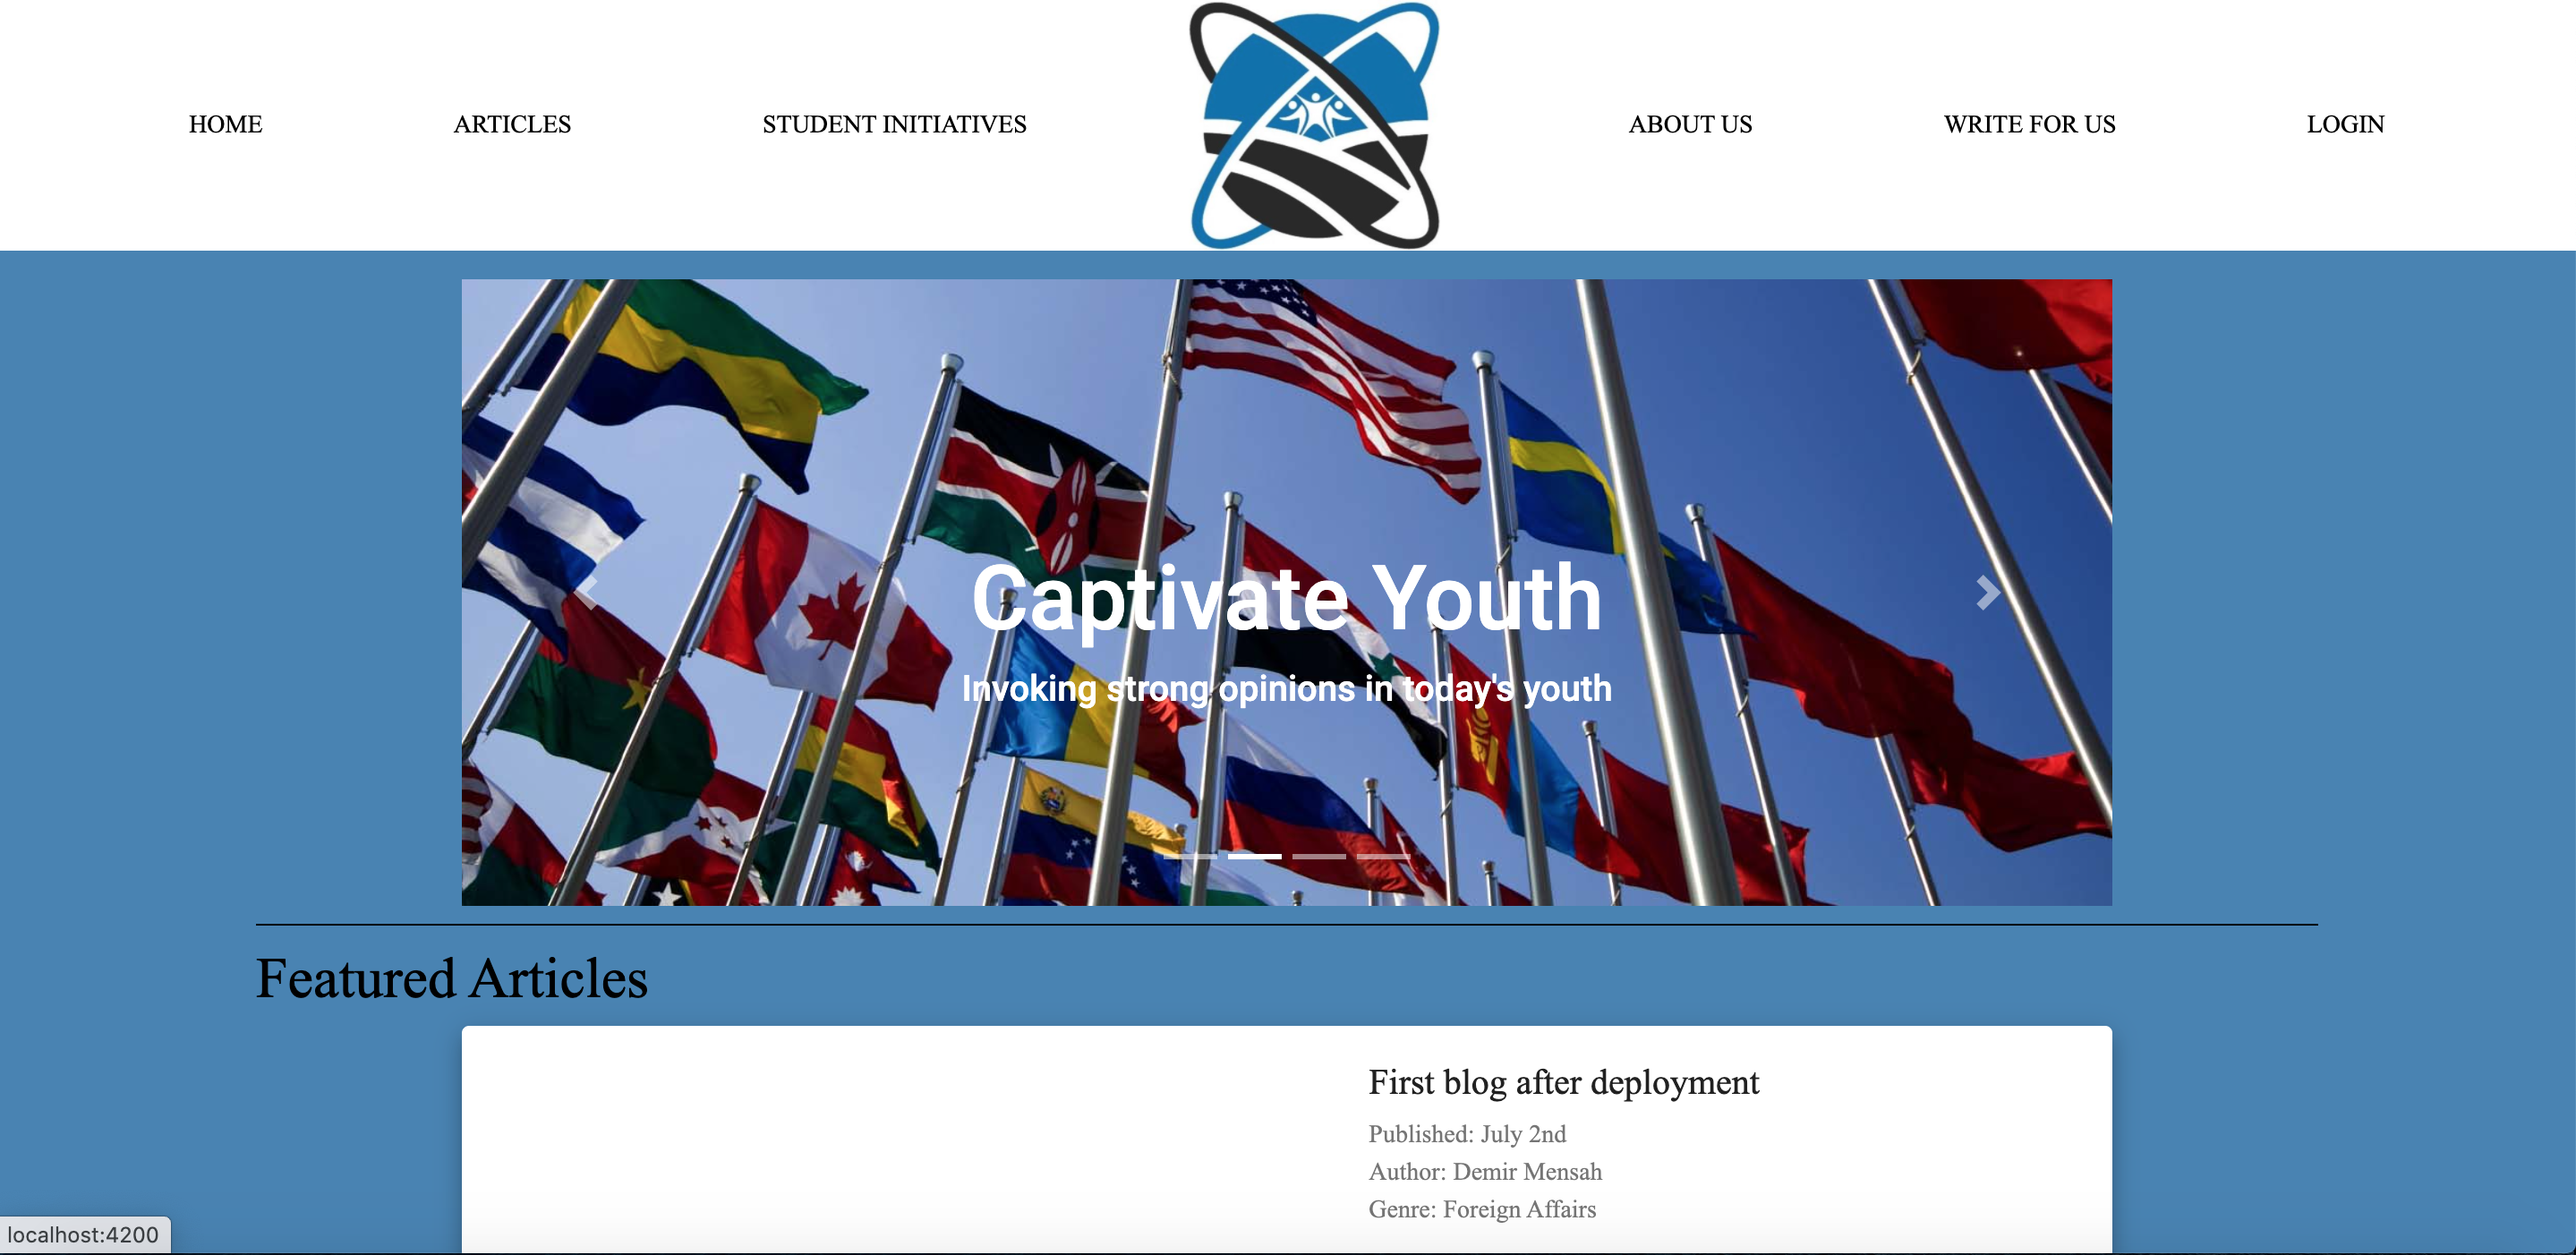 HOME ARTICLES STUDENT INITIATIVES ABOUT US WRITE FOR US LOGIN
Captivate Youth
Invoking strong opinions in today's youth
Featured Articles
First blog after deployment
Published: July 2nd
Author: Demir Mensah
Genre: Foreign Affairs
localhost:4200